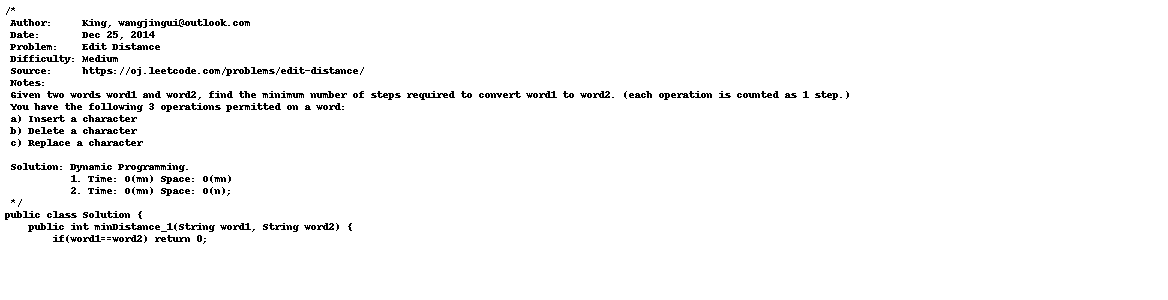 /*
 Author:     King, wangjingui@outlook.com
 Date:       Dec 25, 2014
 Problem:    Edit Distance
 Difficulty: Medium
 Source:     https://oj.leetcode.com/problems/edit-distance/
 Notes:
 Given two words word1 and word2, find the minimum number of steps required to convert word1 to word2. (each operation is counted as 1 step.)
 You have the following 3 operations permitted on a word:
 a) Insert a character
 b) Delete a character
 c) Replace a character
 Solution: Dynamic Programming.
           1. Time: O(mn) Space: O(mn)
           2. Time: O(mn) Space: O(n);
 */
public class Solution {
    public int minDistance_1(String word1, String word2) {
        if(word1==word2) return 0;